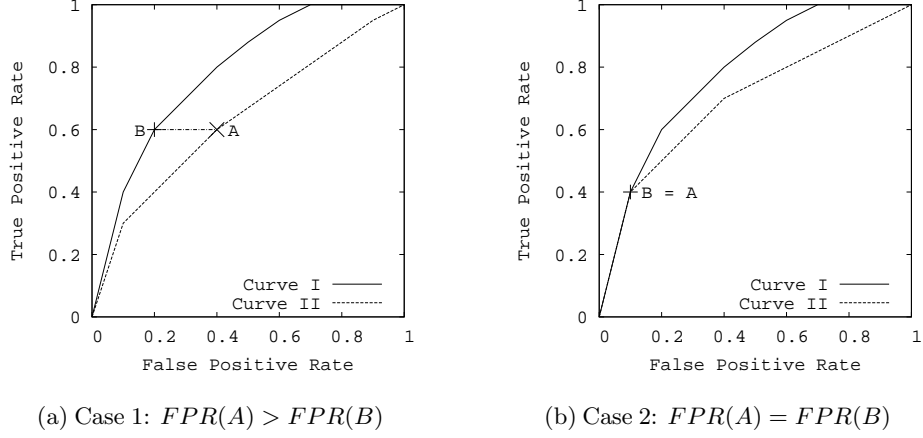 1
0.8
0.6
0.4
0.2
0
True Positive Rate
B
A
Curve I
Curve II
0 0.2 0.4 0.6 0.8 1
False Positive Rate
(a) Case 1: FPR(A) > FPR(B)
1
0.8
0.6
0.4
0.2
0
True Positive Rate
B = A
Curve I
Curve II
0 0.2 0.4 0.6 0.8 1
False Positive Rate
(b) Case 2: FPR(A) = FPR(B)